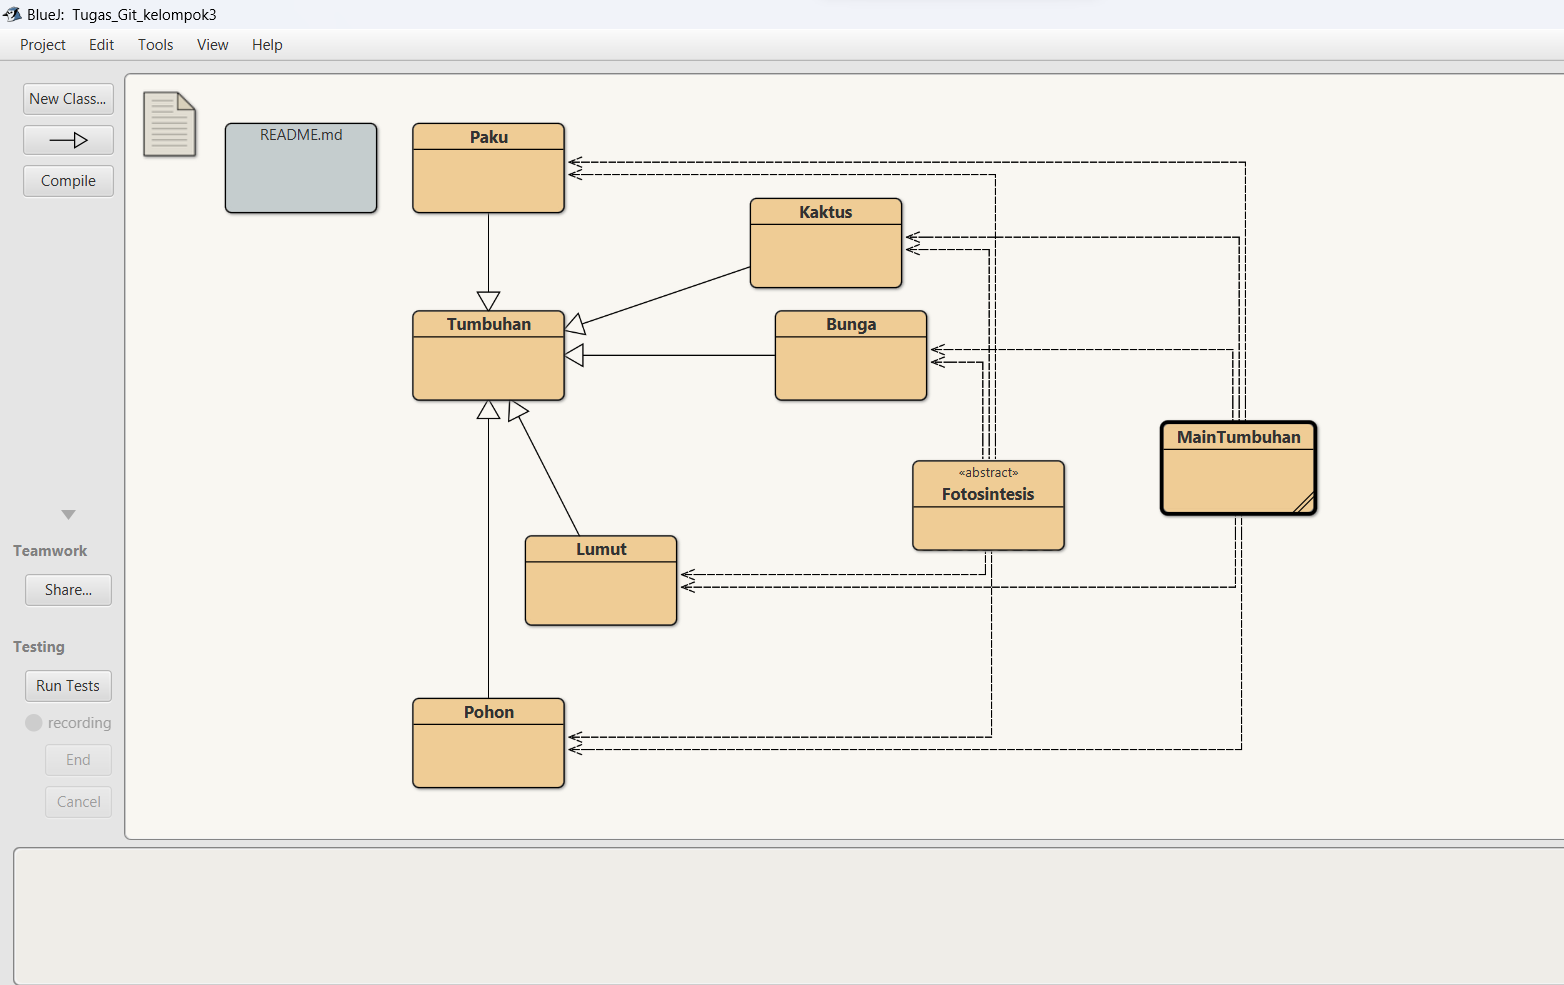 BlueJ: Tugas_Git_kelompok3
Project Edit Tools View Help
New Class...
Compile
Teamwork
Share...
Testing
Run Tests
recording
End
Cancel
README.md
Paku
Kaktus
Tumbuhan
Bunga
MainTumbuhan
«abstract»
Fotosintesis
Lumut
Pohon